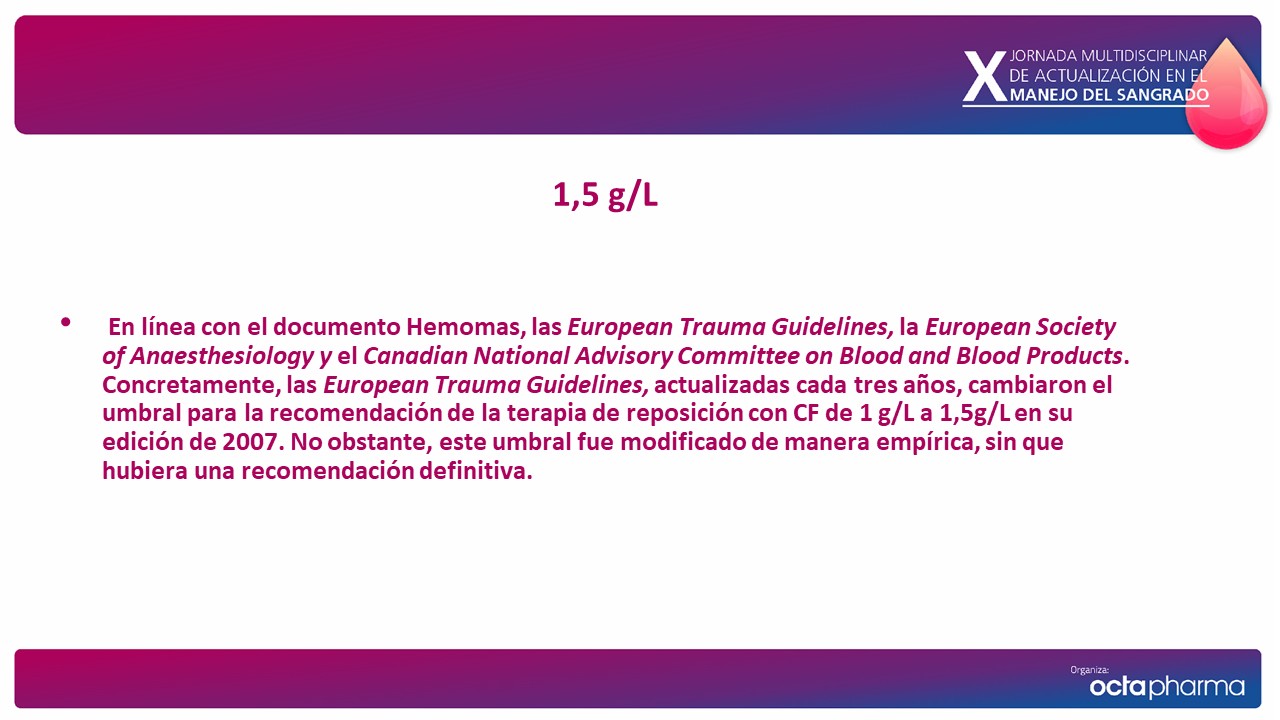 X JORNADA MULTIDISCIPLINAR
DE ACTUALIZACIÓN EN EL
MANEJO DEL SANGRADO
1,5 g/L
• En línea con el documento Hemomas, las European Trauma Guidelines, la European Society
of Anaesthesiology y el Canadian National Advisory Committee on Blood and Blood Products.
Concretamente, las European Trauma Guidelines, actualizadas cada tres años, cambiaron el
umbral para la recomendación de la terapia de reposición con CF de 1 g/L a 1,5g/L en su
edición de 2007. No obstante, este umbral fue modificado de manera empírica, sin que
hubiera una recomendación definitiva.
Organiza:
octapharma